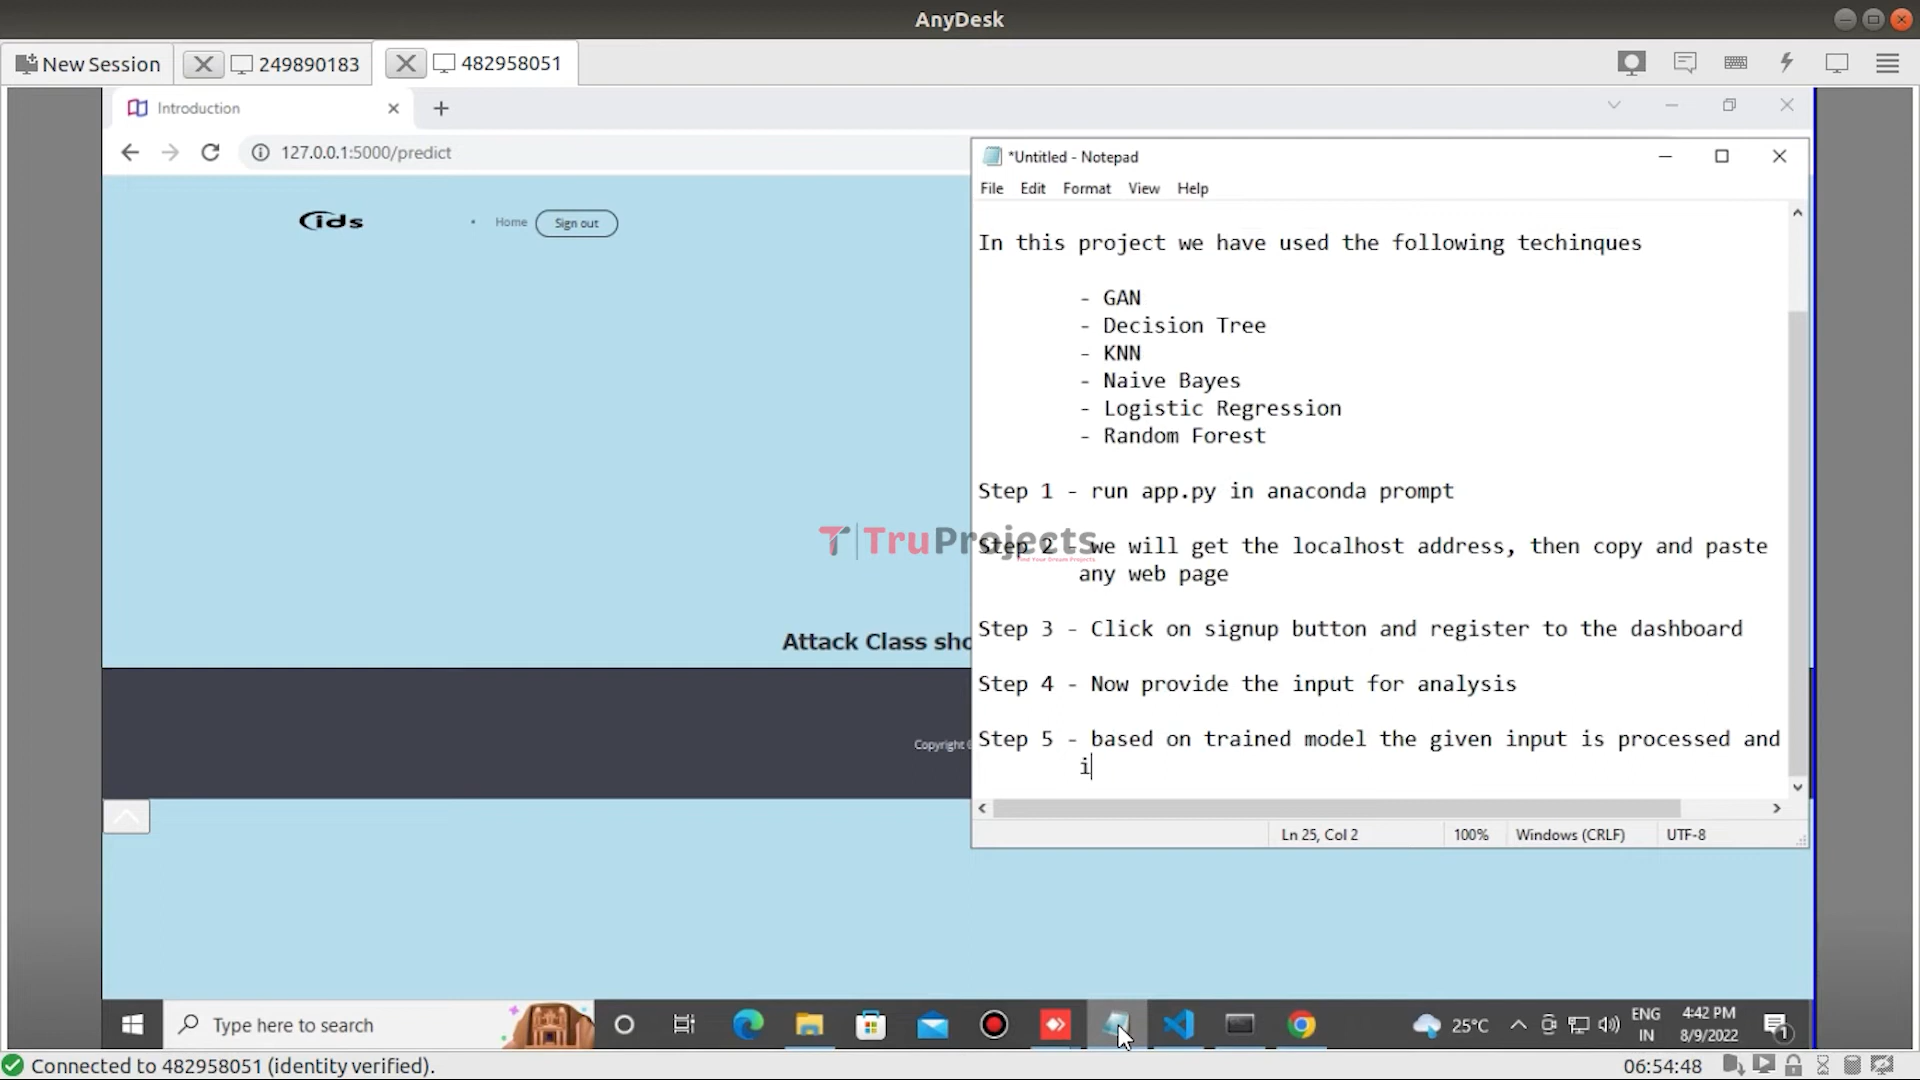 AnyDesk
New Session
249890183
482958051
Introduction
127.0.0.1:5000/predict
ids
Home
Sign out
Attack Class sho
Copyright ©
*Untitled - Notepad
File Edit Format View Help
In this project we have used the following techinques
- GAN
- Decision Tree
- KNN
- Naive Bayes
- Logistic Regression
- Random Forest
Step 1 - run app.py in anaconda prompt
Step 2 - we will get the localhost address, then copy and paste
any web page
Step 3 - Click on signup button and register to the dashboard
Step 4 - Now provide the input for analysis
Step 5 - based on trained model the given input is processed and
i
Ln 25, Col 2 100% Windows (CRLF) UTF-8
TruProjects
Find Your Dream Projects
Type here to search
25°C
ENG
IN
4:42 PM
8/9/2022
1
Connected to 482958051 (identity verified).
06:54:48